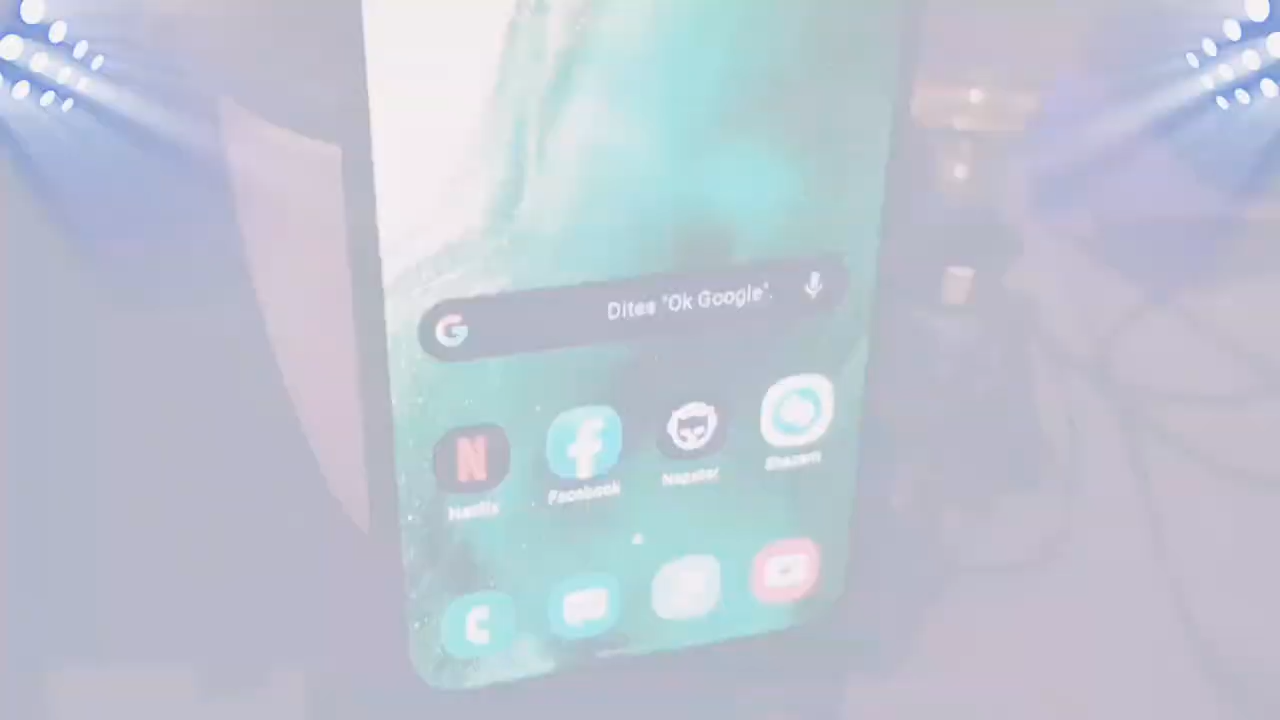 G
Dites "Ok Google".
N
f
Netflix
Facebook
Napster
Shazam